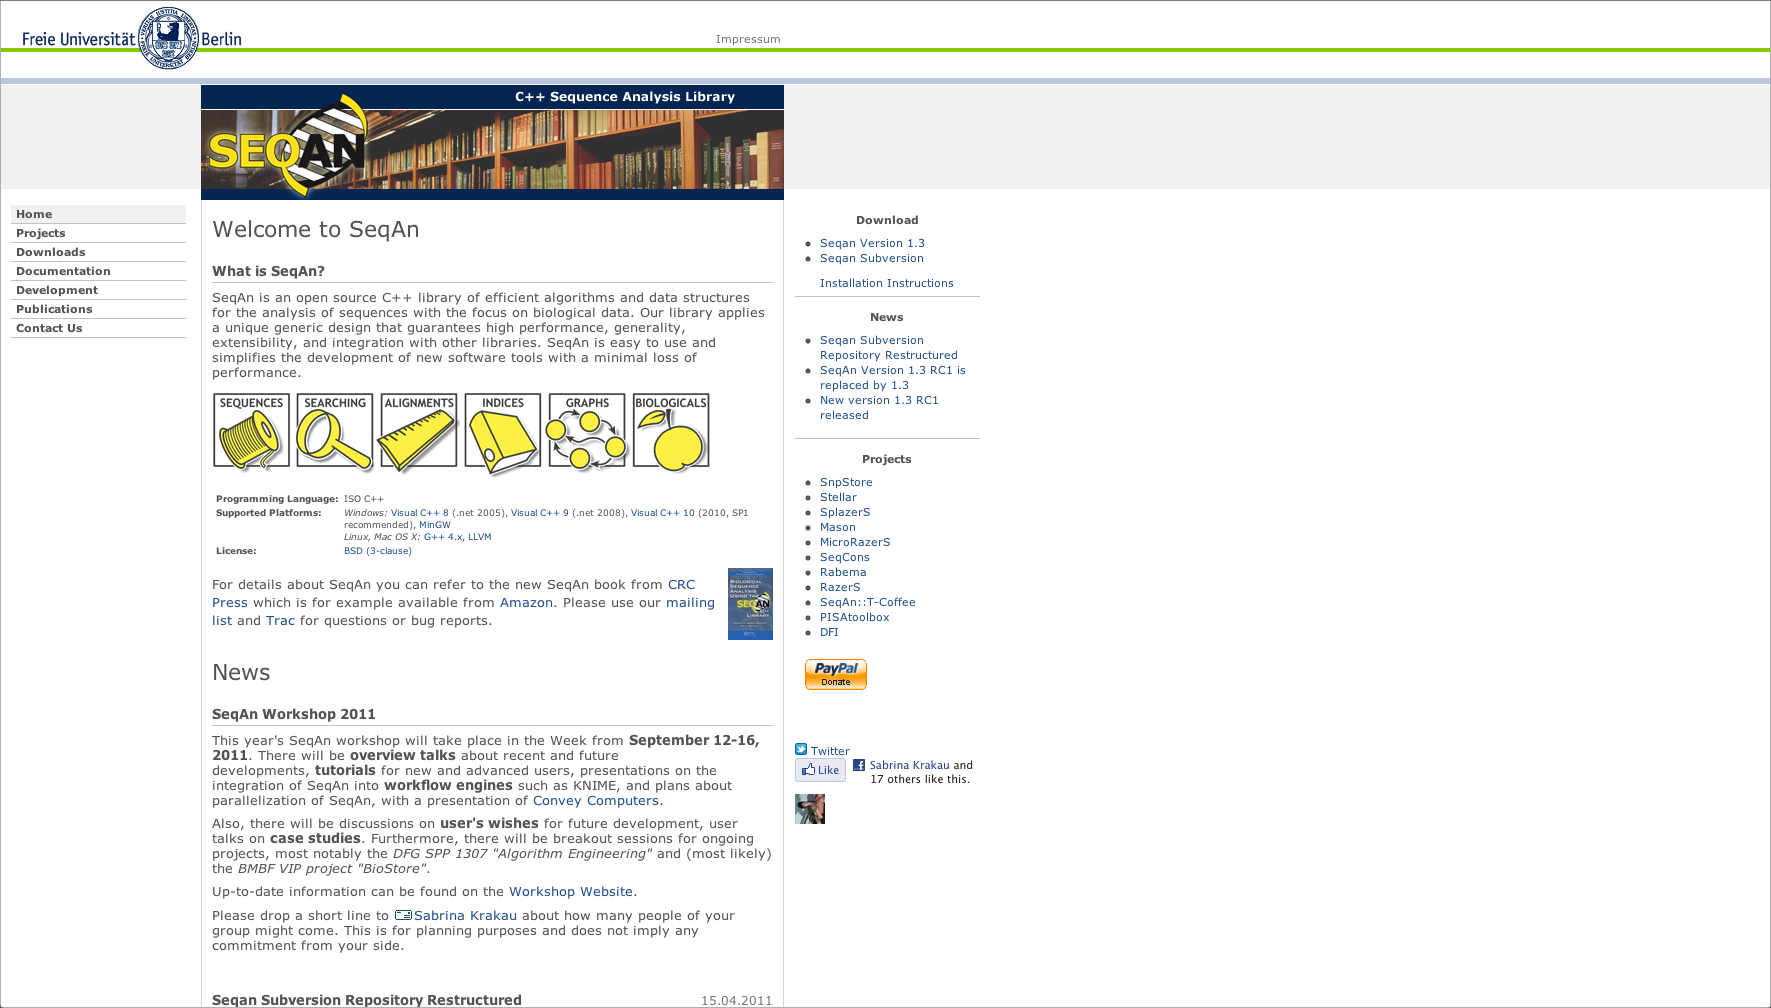 Freie Universität Berlin
Impressum
C++ Sequence Analysis Library
SEQAN
Home
Projects
Downloads
Documentation
Development
Publications
Contact Us
Welcome to SeqAn
What is SeqAn?
SeqAn is an open source C++ library of efficient algorithms and data structures
for the analysis of sequences with the focus on biological data. Our library applies
a unique generic design that guarantees high performance, generality,
extensibility, and integration with other libraries. SeqAn is easy to use and
simplifies the development of new software tools with a minimal loss of
performance.
SEQUENCES SEARCHING ALIGNMENTS INDICES GRAPHS BIOLOGICALS
Programming Language: ISO C++
Supported Platforms: Windows: Visual C++ 8 (.net 2005), Visual C++ 9 (.net 2008), Visual C++ 10 (2010, SP1
recommended), MinGW
Linux, Mac OS X: G++ 4.x, LLVM
License: BSD (3-clause)
For details about SeqAn you can refer to the new SeqAn book from CRC
Press which is for example available from Amazon. Please use our mailing
list and Trac for questions or bug reports.
BIOLOGICAL
SEQUENCE
ANALYSIS
SEQAN
LIBRARY
News
SeqAn Workshop 2011
This year's SeqAn workshop will take place in the Week from September 12-16,
2011. There will be overview talks about recent and future
developments, tutorials for new and advanced users, presentations on the
integration of SeqAn into workflow engines such as KNIME, and plans about
parallelization of SeqAn, with a presentation of Convey Computers.
Also, there will be discussions on user's wishes for future development, user
talks on case studies. Furthermore, there will be breakout sessions for ongoing
projects, most notably the DFG SPP 1307 "Algorithm Engineering" and (most likely)
the BMBF VIP project "BioStore".
Up-to-date information can be found on the Workshop Website.
Please drop a short line to Sabrina Krakau about how many people of your
group might come. This is for planning purposes and does not imply any
commitment from your side.
Seqan Subversion Repository Restructured 15.04.2011
Download
Seqan Version 1.3
Seqan Subversion
Installation Instructions
News
Seqan Subversion
Repository Restructured
SeqAn Version 1.3 RC1 is
replaced by 1.3
New version 1.3 RC1
released
Projects
SnpStore
Stellar
SplazerS
Mason
MicroRazerS
SeqCons
Rabema
RazerS
SeqAn::T-Coffee
PISAtoolbox
DFI
PayPal
Donate
Twitter
Like Sabrina Krakau and
17 others like this.